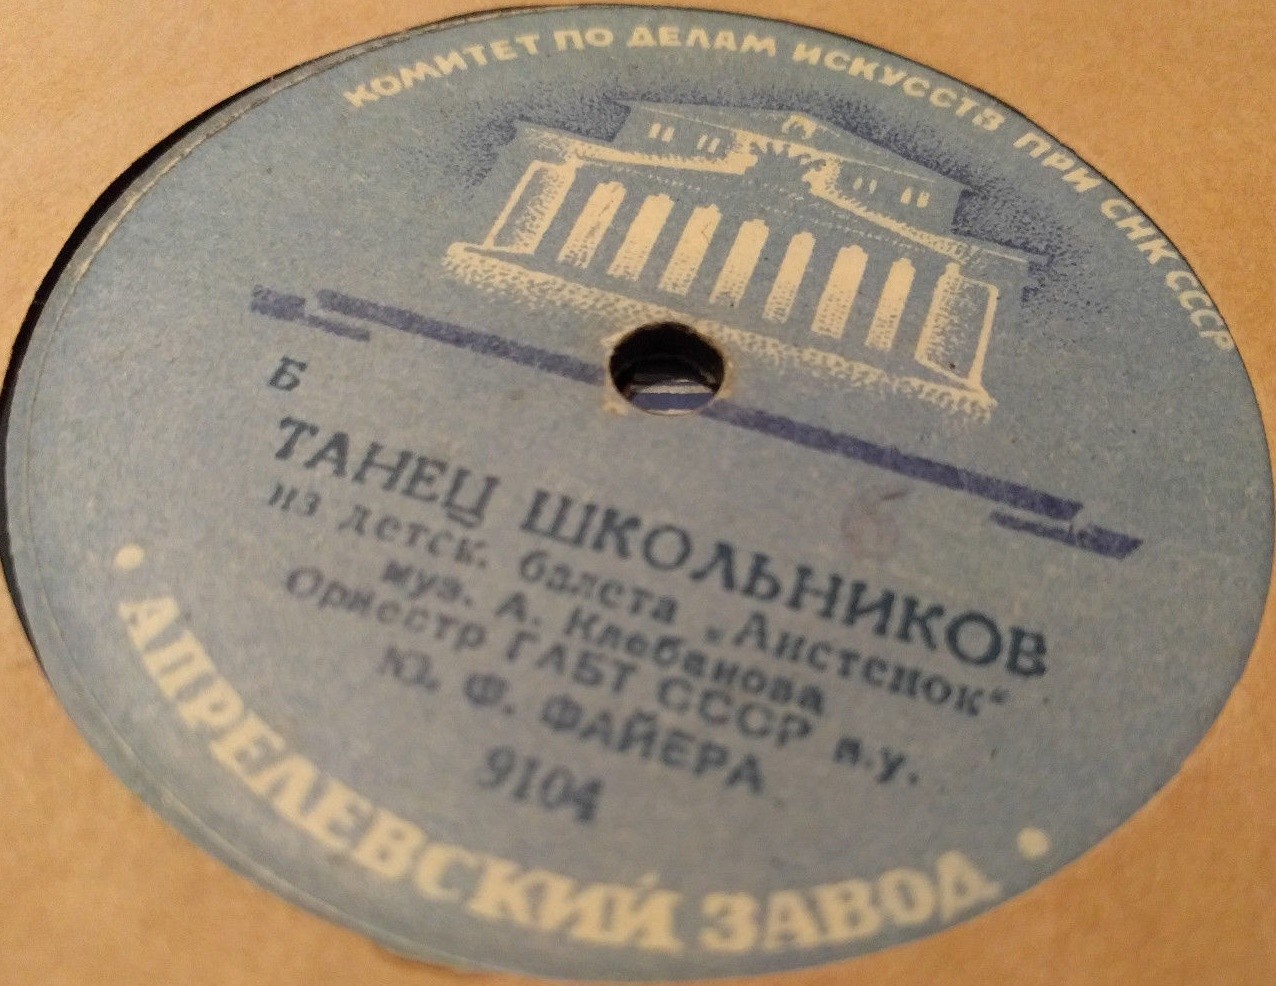 КОМИТЕТ ПО ДЕЛАМ ИСКУССТВ ПРИ СНК СССР
Б
ТАНЕЦ ШКОЛЬНИКОВ
из детск. балета „Аистенок“
муз. А. Клебанова
Оркестр ГАБТ СССР п.у.
Ю. Ф. ФАЙЕРА
9104
• АПРЕЛЕВСКИЙ ЗАВОД •